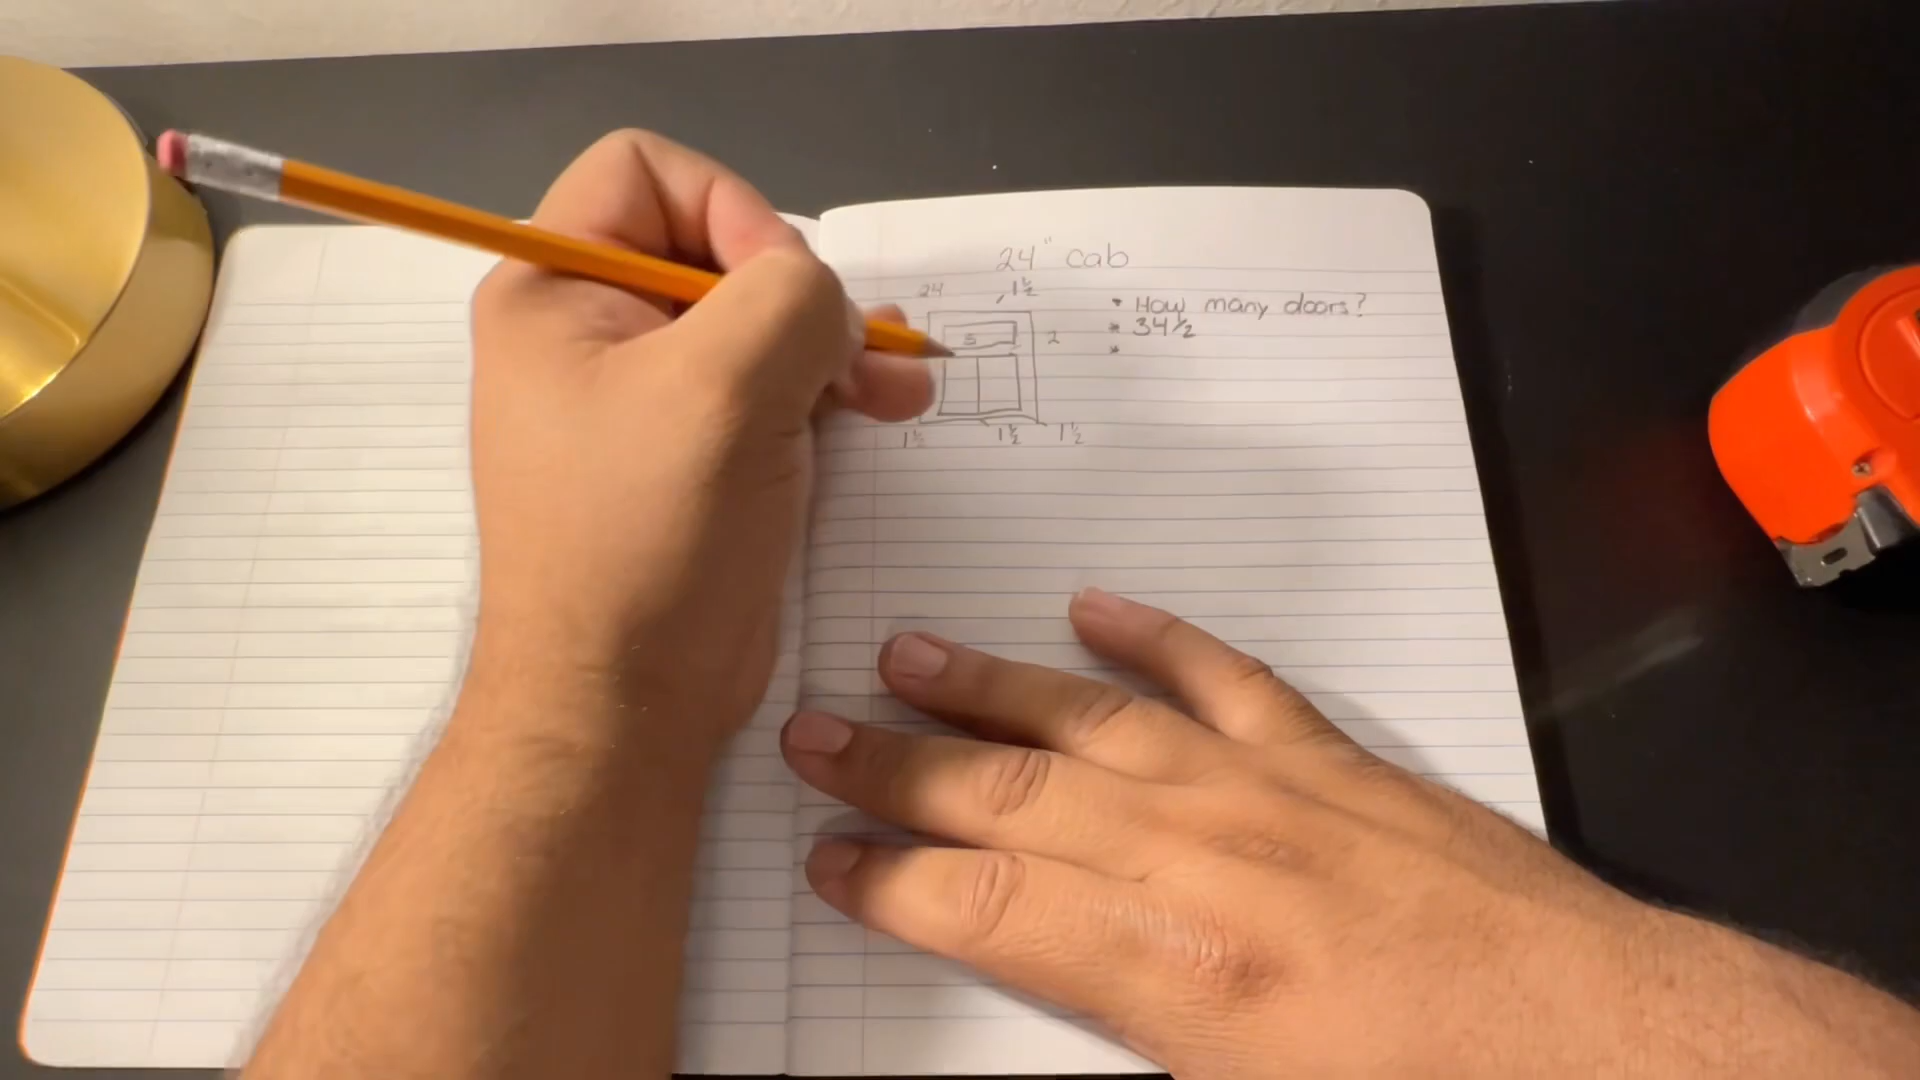 24" cab
24 1½
• How many doors?
* 34½
*
5 2
1½ 1½ 1½